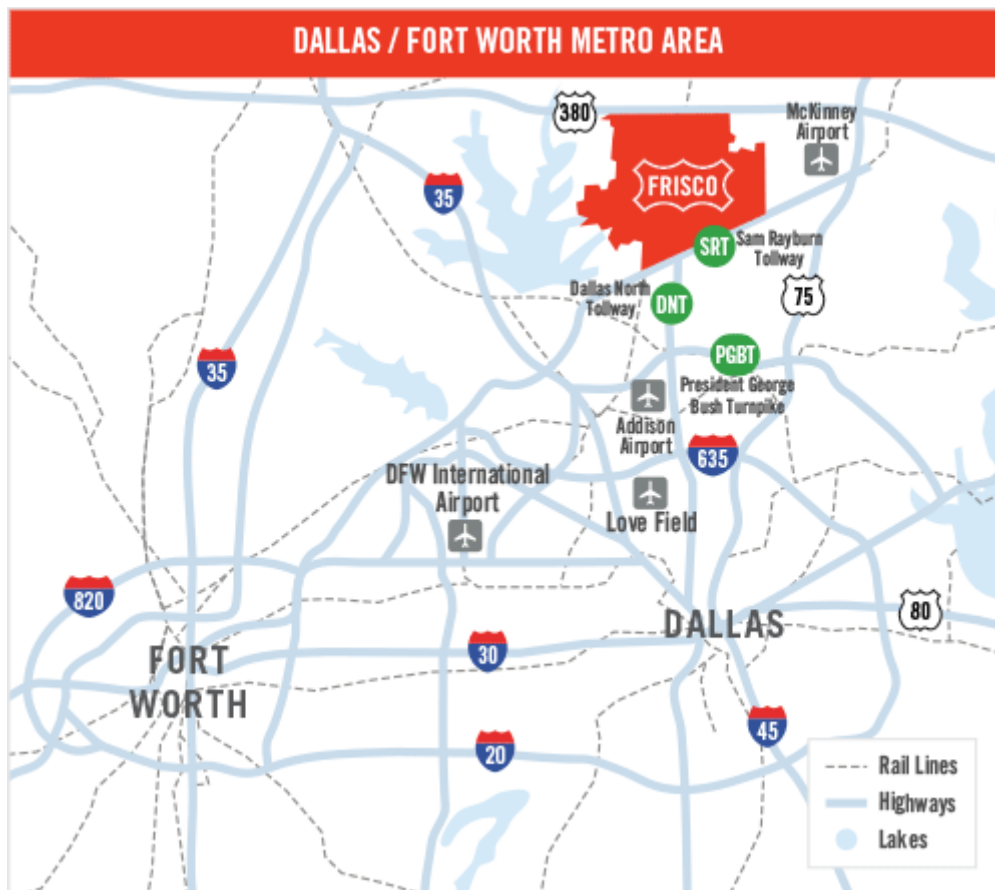 DALLAS / FORT WORTH METRO AREA
380
McKinney
Airport
FRISCO
35
SRT
Sam Rayburn
Tollway
Dallas North
Tollway
DNT
75
35
PGBT
President George
Bush Turnpike
Addison
Airport
635
DFW International
Airport
Love Field
820
80
DALLAS
30
FORT
WORTH
20
45
Rail Lines
Highways
Lakes